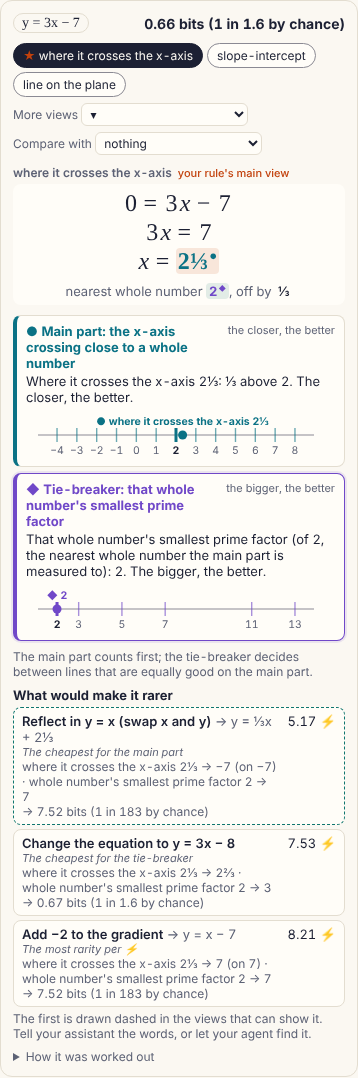 y = 3x − 7
0.66 bits (1 in 1.6 by chance)
★ where it crosses the x-axis
slope-intercept
line on the plane
More views ▾
Compare with nothing
where it crosses the x-axis your rule's main view
0 = 3x − 7
3x = 7
x = 2⅓●
nearest whole number 2◆, off by ⅓
● Main part: the x-axis crossing close to a whole number
the closer, the better
Where it crosses the x-axis 2⅓: ⅓ above 2. The closer, the better.
● where it crosses the x-axis 2⅓
−4 −3 −2 −1 0 1 2 3 4 5 6 7 8
◆ Tie-breaker: that whole number's smallest prime factor
the bigger, the better
That whole number's smallest prime factor (of 2, the nearest whole number the main part is measured to): 2. The bigger, the better.
◆ 2
2 3 5 7 11 13
The main part counts first; the tie-breaker decides between lines that are equally good on the main part.
What would make it rarer
Reflect in y = x (swap x and y) → y = ⅓x + 2⅓
5.17 ⚡
The cheapest for the main part
where it crosses the x-axis 2⅓ → −7 (on −7) · whole number's smallest prime factor 2 → 7
→ 7.52 bits (1 in 183 by chance)
Change the equation to y = 3x − 8
7.53 ⚡
The cheapest for the tie-breaker
where it crosses the x-axis 2⅓ → 2⅔ · whole number's smallest prime factor 2 → 3
→ 0.67 bits (1 in 1.6 by chance)
Add −2 to the gradient → y = x − 7
8.21 ⚡
The most rarity per ⚡
where it crosses the x-axis 2⅓ → 7 (on 7) · whole number's smallest prime factor 2 → 7
→ 7.52 bits (1 in 183 by chance)
The first is drawn dashed in the views that can show it. Tell your assistant the words, or let your agent find it.
▶ How it was worked out